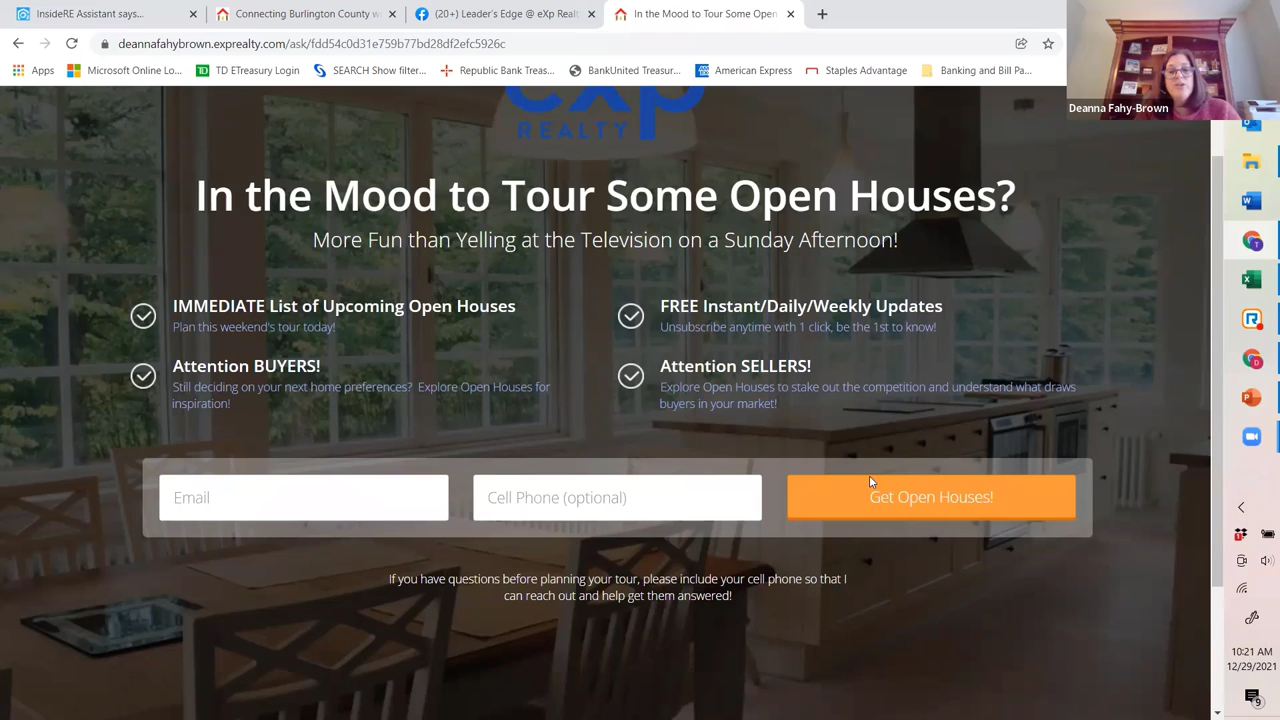 InsideRE Assistant says...
Connecting Burlington County w
(20+) Leader's Edge @ eXp Realt
In the Mood to Tour Some Open
deannafahybrown.exprealty.com/ask/
Apps
Microsoft Online Lo...
TD ETreasury Login
SEARCH Show filter...
Republic Bank Treas...
BankUnited Treasur...
American Express
Staples Advantage
Banking and Bill Pa...
Deanna Fahy-Brown
exp
REALTY
In the Mood to Tour Some Open Houses?
More Fun than Yelling at the Television on a Sunday Afternoon!
IMMEDIATE List of Upcoming Open Houses
Plan this weekend's tour today!
FREE Instant/Daily/Weekly Updates
Unsubscribe anytime with 1 click, be the 1st to know!
Attention BUYERS!
Still deciding on your next home preferences? Explore Open Houses for
inspiration!
Attention SELLERS!
Explore Open Houses to stake out the competition and understand what draws
buyers in your market!
Email
Cell Phone (optional)
Get Open Houses!
If you have questions before planning your tour, please include your cell phone so that I
can reach out and help get them answered!
10:21 AM
12/29/2021
9